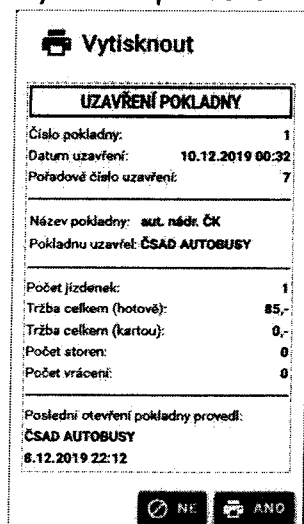 Vytisknout
UZAVŘENÍ POKLADNY
Číslo pokladny: 1
Datum uzavření: 10.12.2019 00:32
Pořadové číslo uzavření: 7
Název pokladny: aut. nádr. ČK
Pokladnu uzavřel: ČSAD AUTOBUSY
Počet jízdenek: 1
Tržba celkem (hotově): 85,-
Tržba celkem (kartou): 0,-
Počet storen: 0
Počet vrácení: 0
Poslední otevření pokladny provedl:
ČSAD AUTOBUSY
8.12.2019 22:12
NE ANO